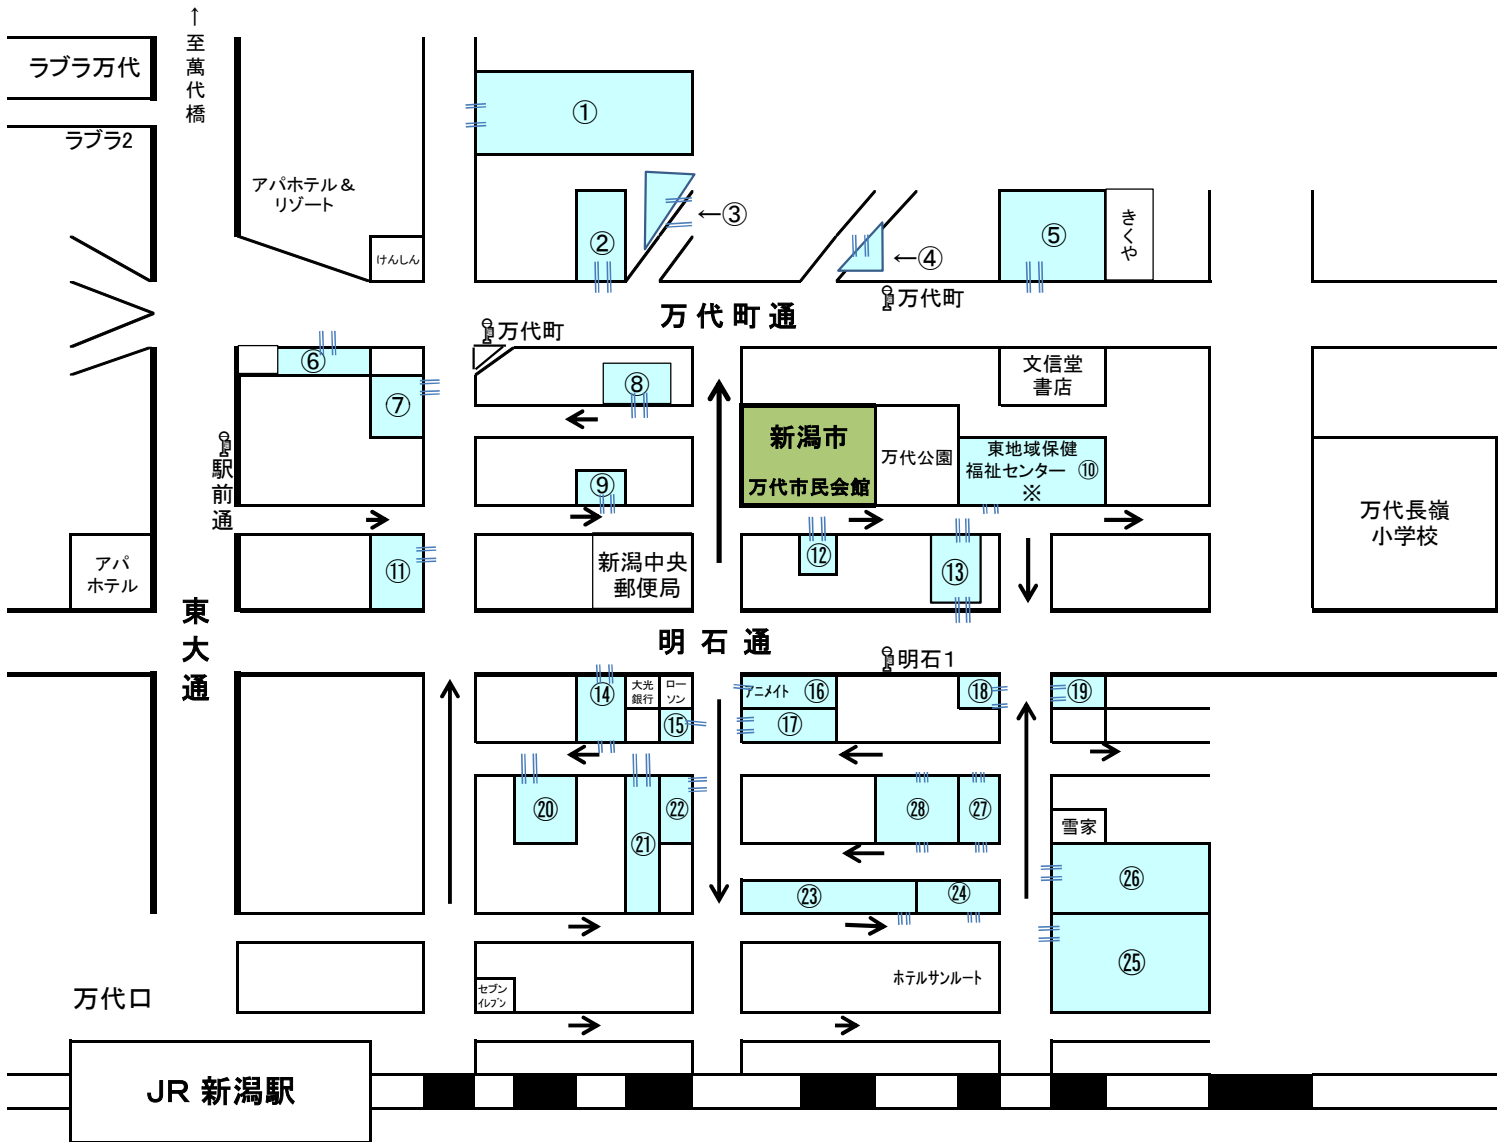 ↑
至萬代橋
ラブラ万代
ラブラ2
アパホテル＆
リゾート
けんしん
①
②
←③
←④
⑤
きくや
万代町
万代町通
万代町
⑥
⑦
⑧
⑨
文信堂
書店
新潟市
万代市民会館
万代公園
東地域保健
福祉センター ⑩
※
駅前通
万代長嶺
小学校
アパ
ホテル
⑪
新潟中央
郵便局
⑫
⑬
東大通
明石通
明石1
⑭
大光
銀行
ローソン
⑮
アニメイト ⑯
⑰
⑱
⑲
⑳
㉑
㉒
㉘
㉗
雪家
㉖
㉓
㉔
㉕
セブン
イレブン
ホテルサンルート
万代口
JR 新潟駅